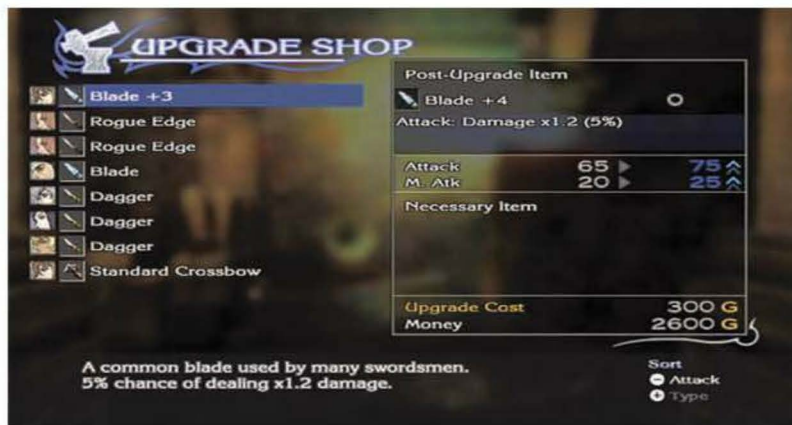 UPGRADE SHOP
Blade +3
Rogue Edge
Rogue Edge
Blade
Dagger
Dagger
Dagger
Standard Crossbow
Post-Upgrade Item
Blade +4
Attack: Damage x1.2 (5%)
Attack 65 75
M. Atk 20 25
Necessary Item
Upgrade Cost 300 G
Money 2600 G
A common blade used by many swordsmen.
5% chance of dealing x1.2 damage.
Sort
Attack
Type